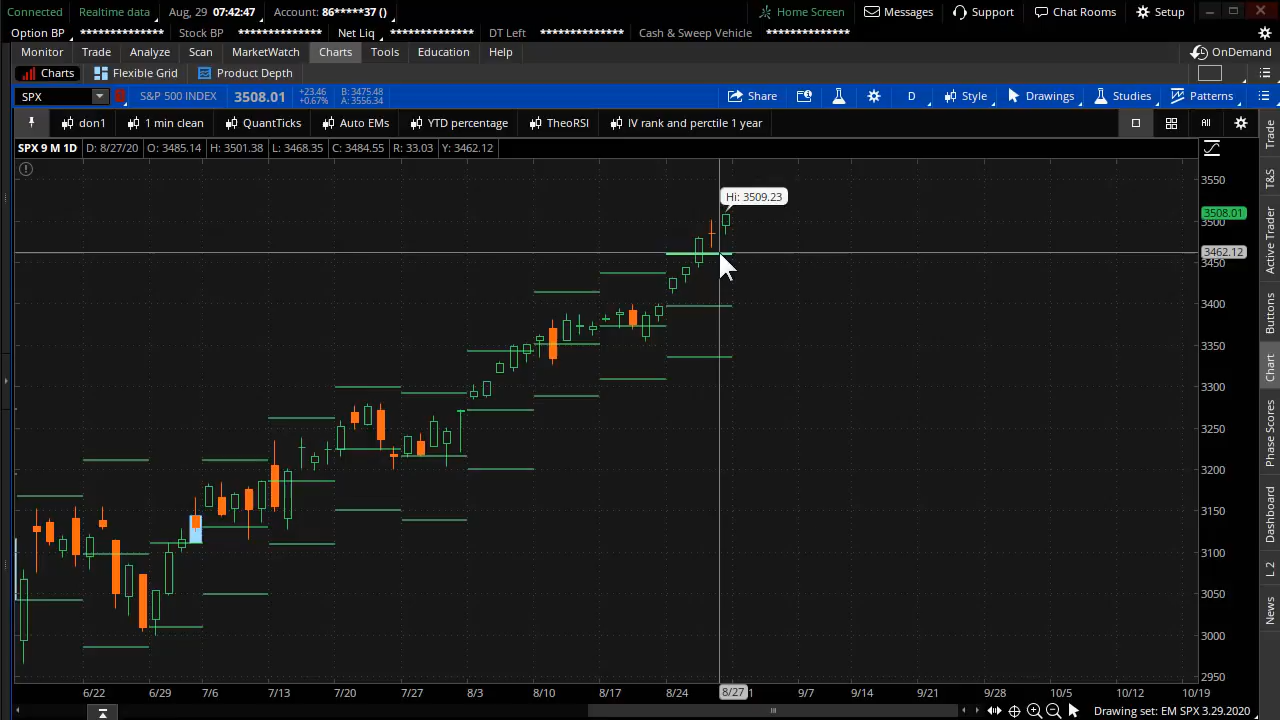 Connected Realtime data Aug, 29 07:42:47 Account: 86*****37 () Home Screen Messages Support Chat Rooms Setup
Option BP ************** Stock BP ************** Net Liq ************** DT Left ************** Cash & Sweep Vehicle **************
Monitor Trade Analyze Scan MarketWatch Charts Tools Education Help OnDemand
Charts Flexible Grid Product Depth
SPX S&P 500 INDEX 3508.01 +23.46 B: 3475.48
+0.67% A: 3556.34
Share D Style Drawings Studies Patterns
don1 1 min clean QuantTicks Auto EMs YTD percentage TheoRSI IV rank and perctile 1 year All
SPX 9 M 1D D: 8/27/20 O: 3485.14 H: 3501.38 L: 3468.35 C: 3484.55 R: 33.03 Y: 3462.12
Hi: 3509.23
3550
3508.01
3500
3462.12
3450
3400
3350
3300
3250
3200
3150
3100
3050
3000
2950
6/22 6/29 7/6 7/13 7/20 7/27 8/3 8/10 8/17 8/24 8/27 1 9/7 9/14 9/21 9/28 10/5 10/12 10/19
Drawing set: EM SPX 3.29.2020
Trade
T&S
Active Trader
Buttons
Chart
Phase Scores
Dashboard
L 2
News